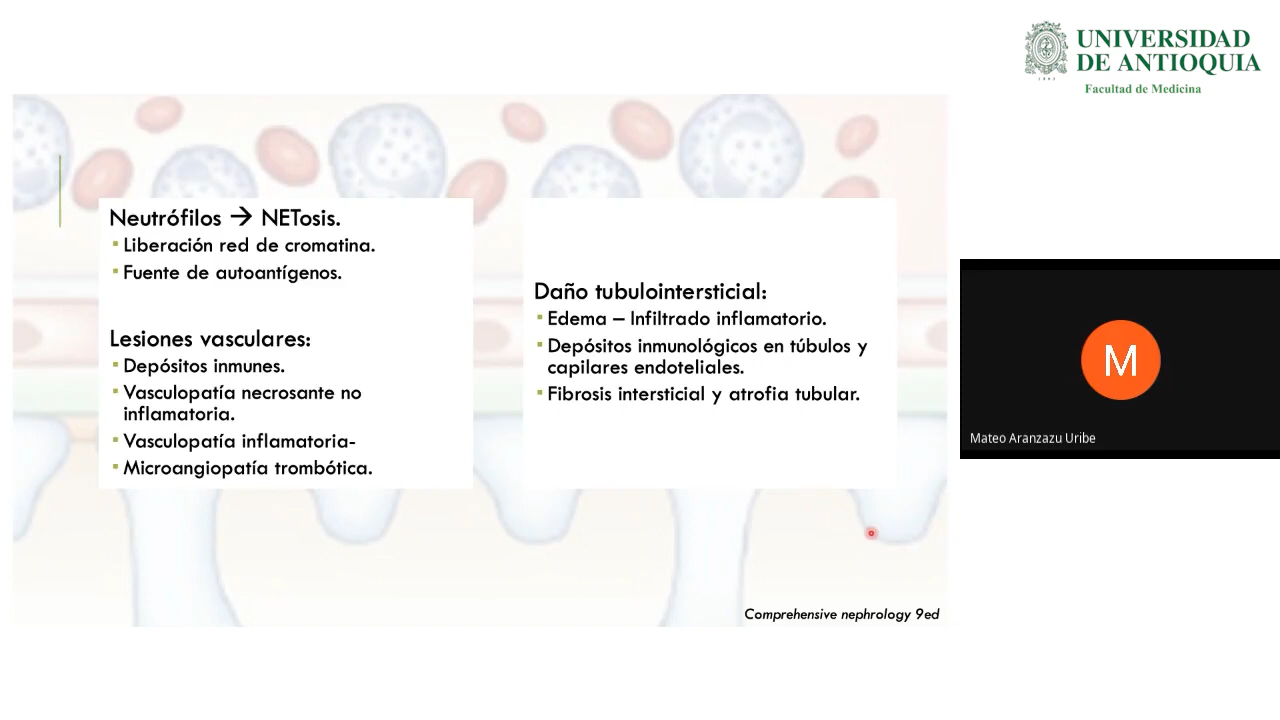 UNIVERSIDAD
DE ANTIOQUIA
1803
Facultad de Medicina
Neutrófilos → NETosis.
▪ Liberación red de cromatina.
▪ Fuente de autoantígenos.
Lesiones vasculares:
▪ Depósitos inmunes.
▪ Vasculopatía necrosante no
inflamatoria.
▪ Vasculopatía inflamatoria-
▪ Microangiopatía trombótica.
Daño tubulointersticial:
▪ Edema – Infiltrado inflamatorio.
▪ Depósitos inmunológicos en túbulos y
capilares endoteliales.
▪ Fibrosis intersticial y atrofia tubular.
Comprehensive nephrology 9ed
M
Mateo Aranzazu Uribe